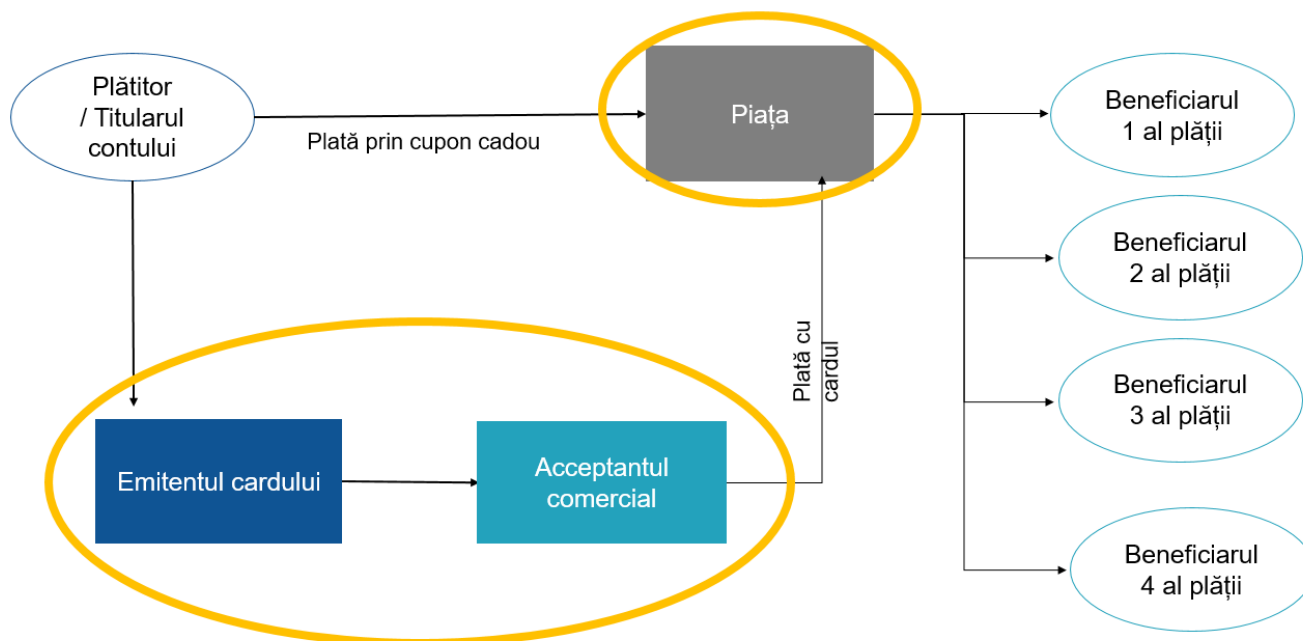 Plătitor
/ Titularul
contului
Plată prin cupon cadou
Piața
Beneficiarul
1 al plății
Beneficiarul
2 al plății
Beneficiarul
3 al plății
Beneficiarul
4 al plății
Plată cu
cardul
Emitentul cardului
Acceptantul
comercial